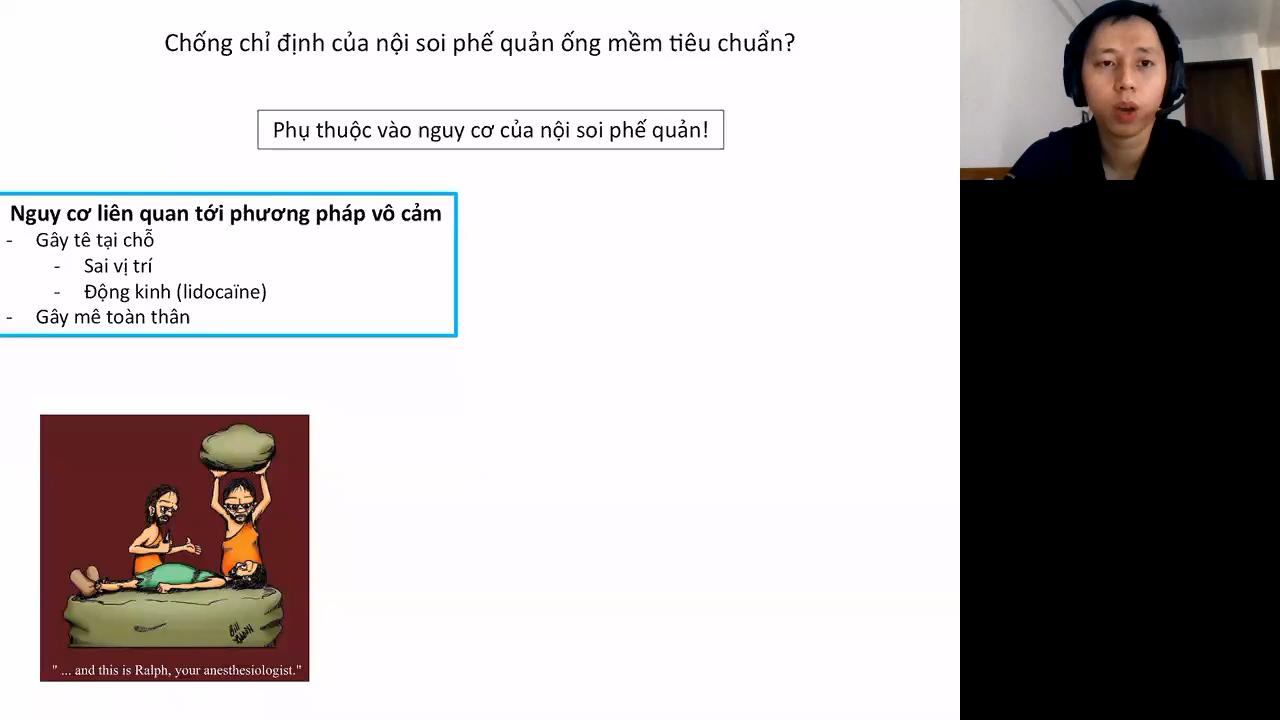 Chống chỉ định của nội soi phế quản ống mềm tiêu chuẩn?
Phụ thuộc vào nguy cơ của nội soi phế quản!
Nguy cơ liên quan tới phương pháp vô cảm
- Gây tê tại chỗ
- Sai vị trí
- Động kinh (lidocaïne)
- Gây mê toàn thân
" ... and this is Ralph, your anesthesiologist."